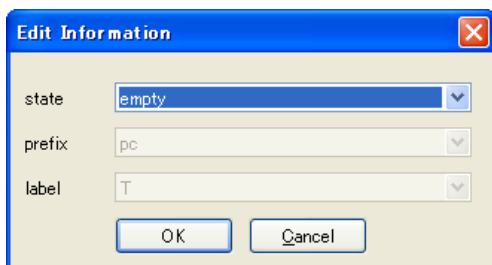 Edit Information
state empty
prefix pc
label T
OK Cancel